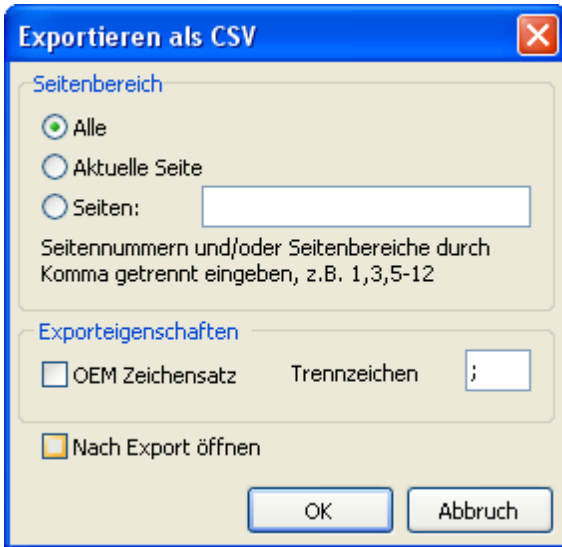 Exportieren als CSV
Seitenbereich
Alle
Aktuelle Seite
Seiten:
Seitennummern und/oder Seitenbereiche durch
Komma getrennt eingeben, z.B. 1,3,5-12
Exporteigenschaften
OEM Zeichensatz Trennzeichen ;
Nach Export öffnen
OK Abbruch